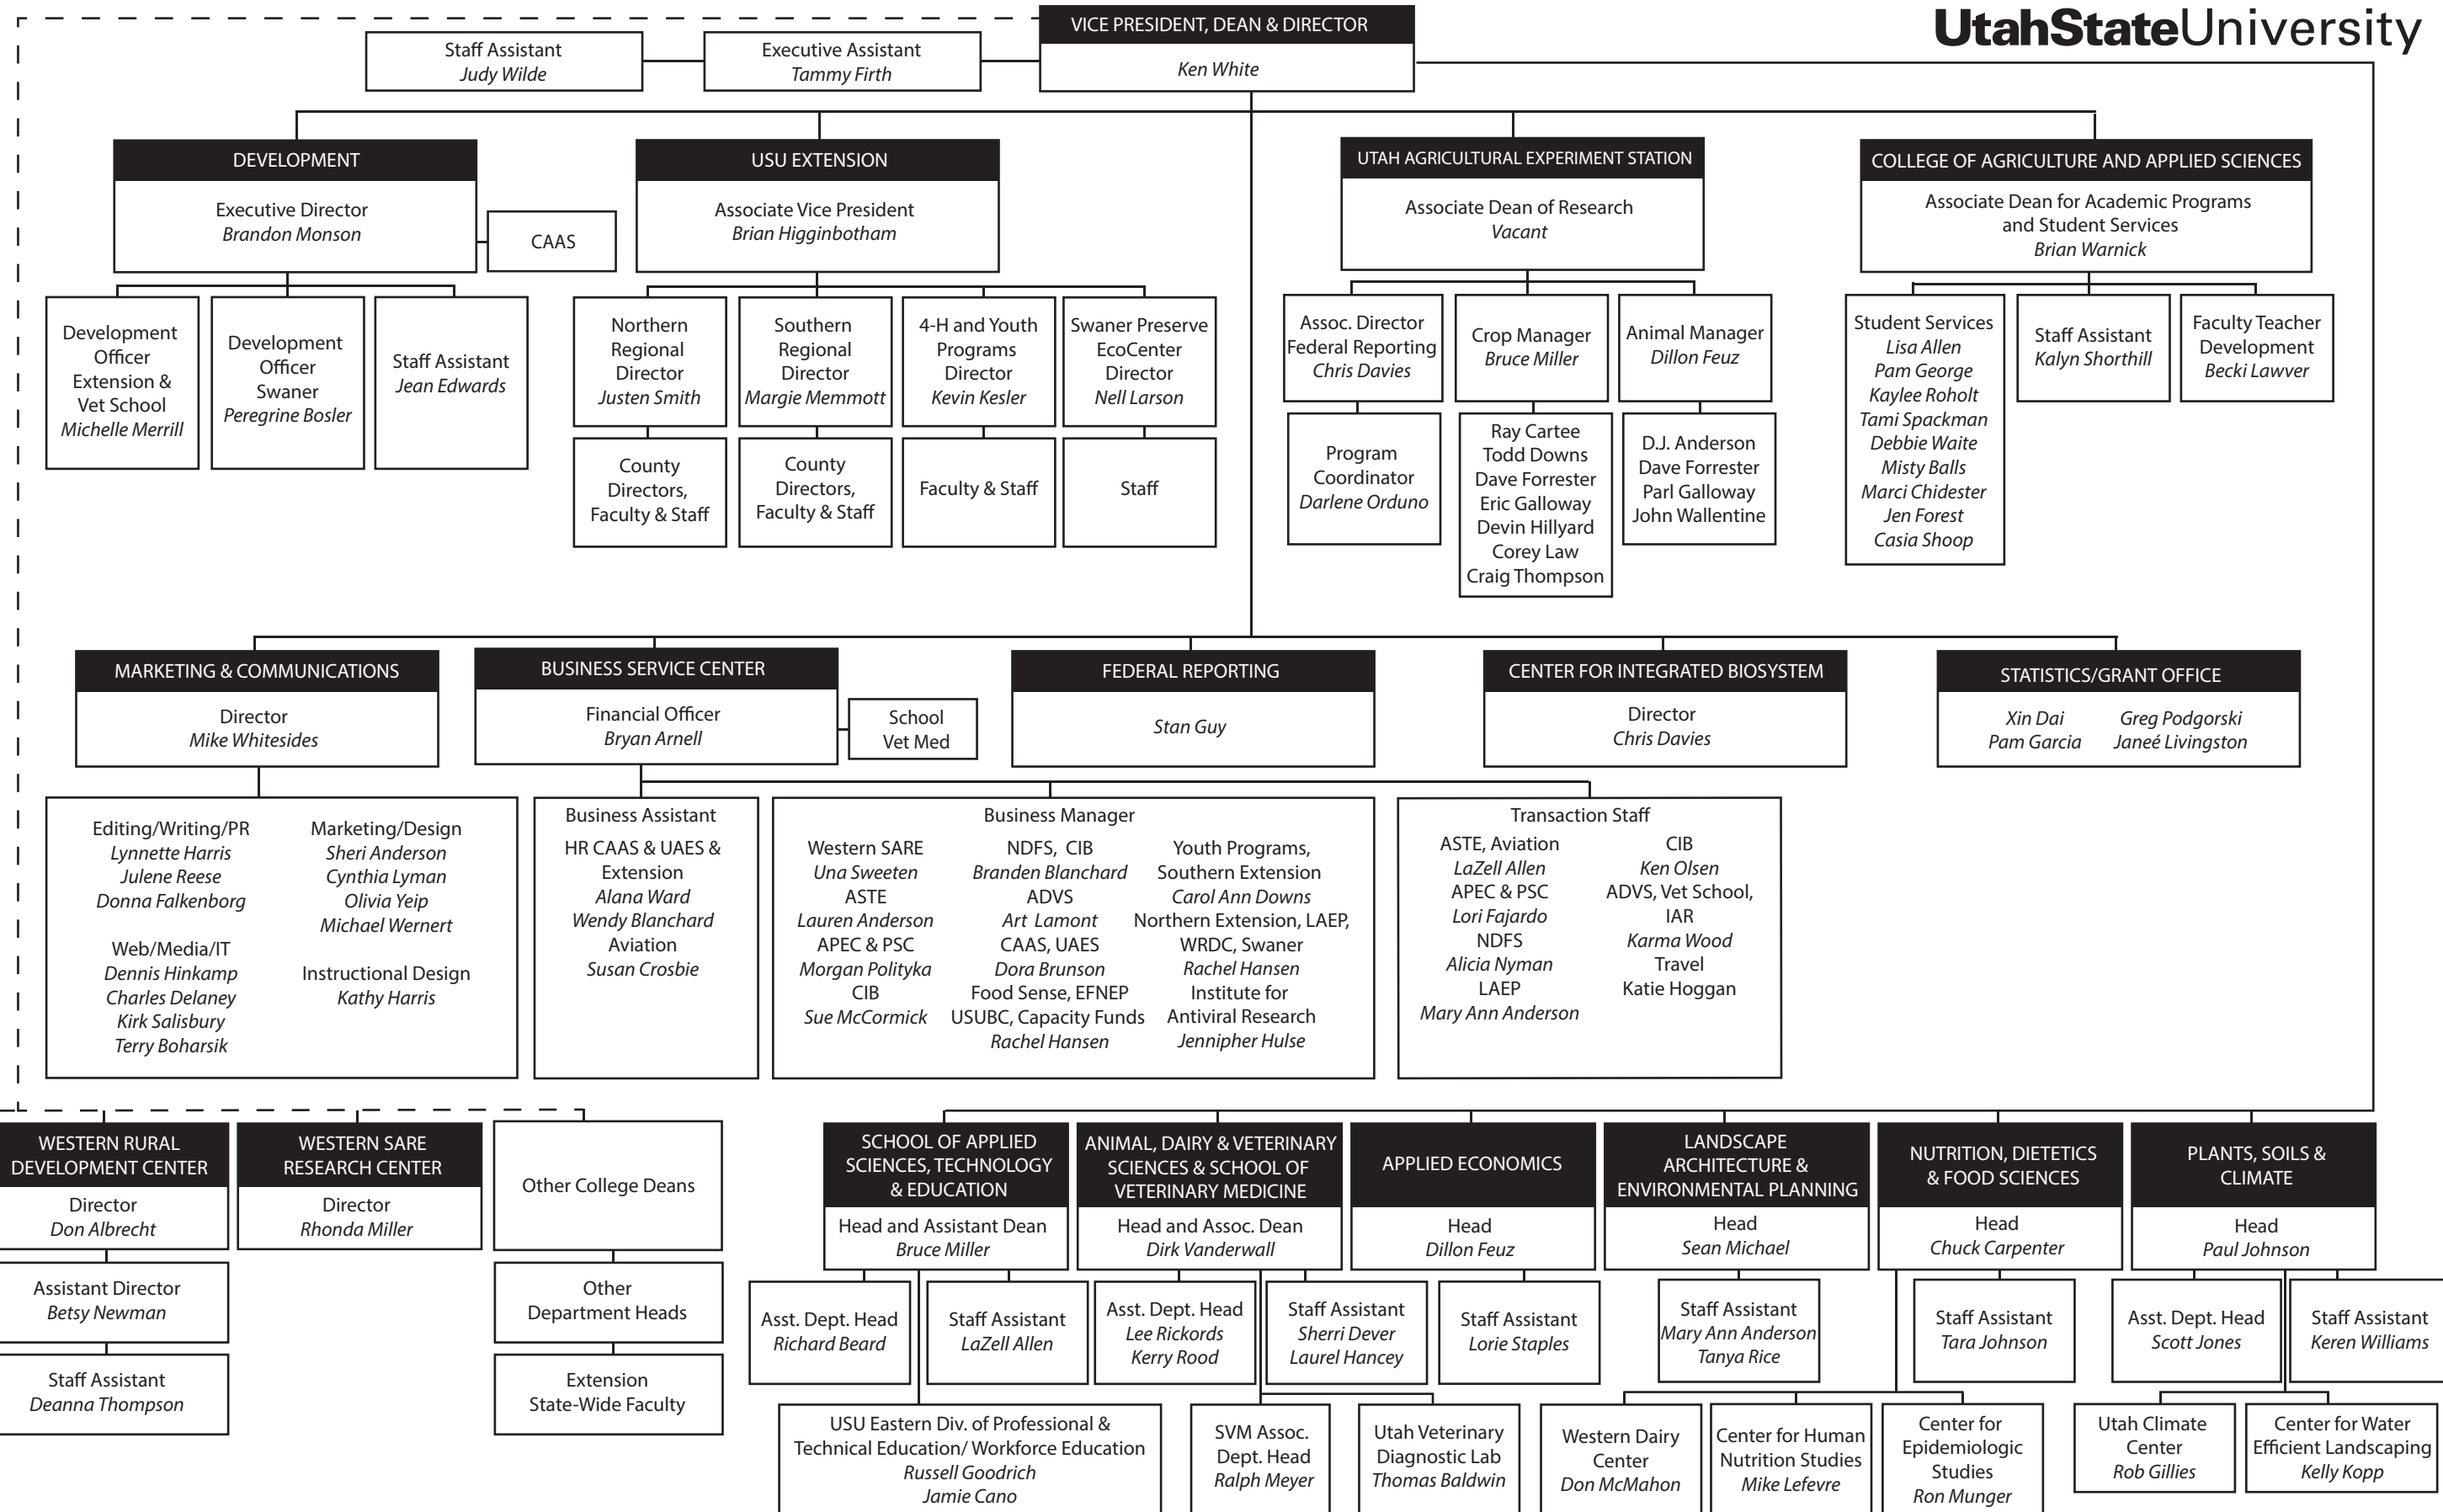 UtahStateUniversity
VICE PRESIDENT, DEAN & DIRECTOR
Ken White
Staff Assistant
Judy Wilde
Executive Assistant
Tammy Firth
DEVELOPMENT
Executive Director
Brandon Monson
CAAS
Development
Officer
Extension &
Vet School
Michelle Merrill
Development
Officer
Swaner
Peregrine Bosler
Staff Assistant
Jean Edwards
USU EXTENSION
Associate Vice President
Brian Higginbotham
Northern
Regional
Director
Justen Smith
County
Directors,
Faculty & Staff
Southern
Regional
Director
Margie Memmott
County
Directors,
Faculty & Staff
4-H and Youth
Programs
Director
Kevin Kesler
Faculty & Staff
Swaner Preserve
EcoCenter
Director
Nell Larson
Staff
UTAH AGRICULTURAL EXPERIMENT STATION
Associate Dean of Research
Vacant
Assoc. Director
Federal Reporting
Chris Davies
Program
Coordinator
Darlene Orduno
Crop Manager
Bruce Miller
Ray Cartee
Todd Downs
Dave Forrester
Eric Galloway
Devin Hillyard
Corey Law
Craig Thompson
Animal Manager
Dillon Feuz
D.J. Anderson
Dave Forrester
Parl Galloway
John Wallentine
COLLEGE OF AGRICULTURE AND APPLIED SCIENCES
Associate Dean for Academic Programs
and Student Services
Brian Warnick
Student Services
Lisa Allen
Pam George
Kaylee Roholt
Tami Spackman
Debbie Waite
Misty Balls
Marci Chidester
Jen Forest
Casia Shoop
Staff Assistant
Kalyn Shorthill
Faculty Teacher
Development
Becki Lawver
MARKETING & COMMUNICATIONS
Director
Mike Whitesides
Editing/Writing/PR
Lynnette Harris
Julene Reese
Donna Falkenborg
Web/Media/IT
Dennis Hinkamp
Charles Delaney
Kirk Salisbury
Terry Boharsik
Marketing/Design
Sheri Anderson
Cynthia Lyman
Olivia Yeip
Michael Wernert
Instructional Design
Kathy Harris
BUSINESS SERVICE CENTER
Financial Officer
Bryan Arnell
School
Vet Med
Business Assistant
HR CAAS & UAES &
Extension
Alana Ward
Wendy Blanchard
Aviation
Susan Crosbie
Business Manager
Western SARE
Una Sweeten
ASTE
Lauren Anderson
APEC & PSC
Morgan Polityka
CIB
Sue McCormick
NDFS, CIB
Branden Blanchard
ADVS
Art Lamont
CAAS, UAES
Dora Brunson
Food Sense, EFNEP
USUBC, Capacity Funds
Rachel Hansen
Youth Programs,
Southern Extension
Carol Ann Downs
Northern Extension, LAEP,
WRDC, Swaner
Rachel Hansen
Institute for
Antiviral Research
Jennipher Hulse
Transaction Staff
ASTE, Aviation
LaZell Allen
APEC & PSC
Lori Fajardo
NDFS
Alicia Nyman
LAEP
Mary Ann Anderson
CIB
Ken Olsen
ADVS, Vet School,
IAR
Karma Wood
Travel
Katie Hoggan
FEDERAL REPORTING
Stan Guy
CENTER FOR INTEGRATED BIOSYSTEM
Director
Chris Davies
STATISTICS/GRANT OFFICE
Xin Dai
Pam Garcia
Greg Podgorski
Janeé Livingston
WESTERN RURAL
DEVELOPMENT CENTER
Director
Don Albrecht
Assistant Director
Betsy Newman
Staff Assistant
Deanna Thompson
WESTERN SARE
RESEARCH CENTER
Director
Rhonda Miller
Other College Deans
Other
Department Heads
Extension
State-Wide Faculty
SCHOOL OF APPLIED
SCIENCES, TECHNOLOGY
& EDUCATION
Head and Assistant Dean
Bruce Miller
Asst. Dept. Head
Richard Beard
Staff Assistant
LaZell Allen
USU Eastern Div. of Professional &
Technical Education/ Workforce Education
Russell Goodrich
Jamie Cano
ANIMAL, DAIRY & VETERINARY
SCIENCES & SCHOOL OF
VETERINARY MEDICINE
Head and Assoc. Dean
Dirk Vanderwall
Asst. Dept. Head
Lee Rickords
Kerry Rood
Staff Assistant
Sherri Dever
Laurel Hancey
SVM Assoc.
Dept. Head
Ralph Meyer
Utah Veterinary
Diagnostic Lab
Thomas Baldwin
APPLIED ECONOMICS
Head
Dillon Feuz
Staff Assistant
Lorie Staples
LANDSCAPE
ARCHITECTURE &
ENVIRONMENTAL PLANNING
Head
Sean Michael
Staff Assistant
Mary Ann Anderson
Tanya Rice
NUTRITION, DIETETICS
& FOOD SCIENCES
Head
Chuck Carpenter
Staff Assistant
Tara Johnson
Western Dairy
Center
Don McMahon
Center for Human
Nutrition Studies
Mike Lefevre
Center for
Epidemiologic
Studies
Ron Munger
PLANTS, SOILS &
CLIMATE
Head
Paul Johnson
Asst. Dept. Head
Scott Jones
Staff Assistant
Keren Williams
Utah Climate
Center
Rob Gillies
Center for Water
Efficient Landscaping
Kelly Kopp